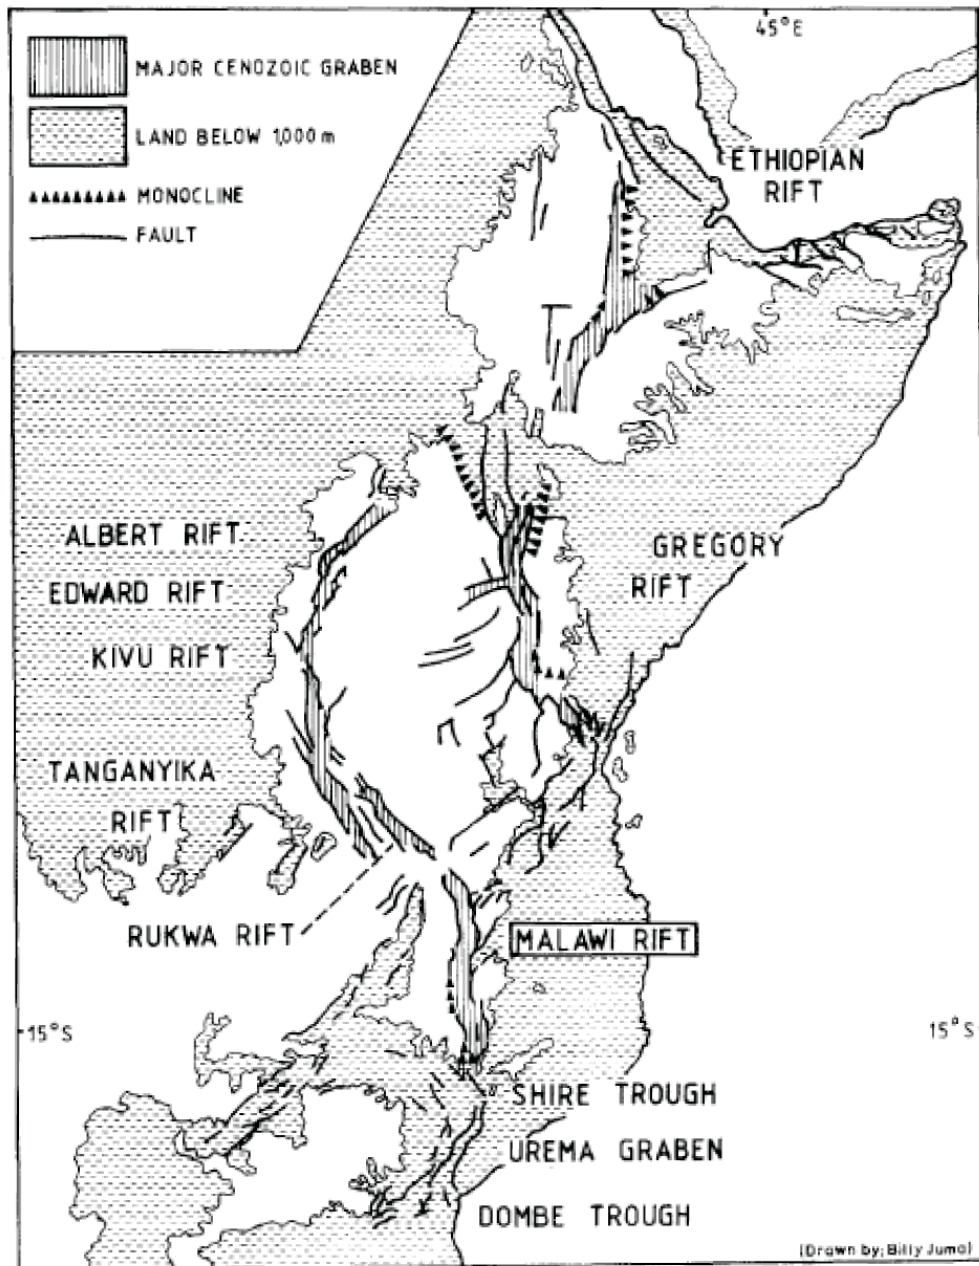 45°E
MAJOR CENOZOIC GRABEN
LAND BELOW 1,000 m
MONOCLINE
FAULT
ETHIOPIAN
RIFT
ALBERT RIFT
EDWARD RIFT
KIVU RIFT
GREGORY
RIFT
TANGANYIKA
RIFT
RUKWA RIFT
MALAWI RIFT
15°S
15°S
SHIRE TROUGH
UREMA GRABEN
DOMBE TROUGH
(Drawn by; Billy Juma)